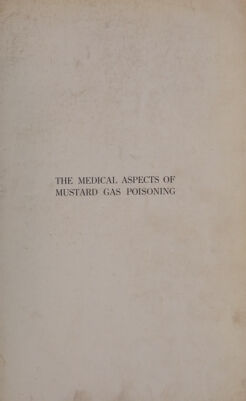 THE MEDICAL ASPECTS OF
MUSTARD GAS POISONING